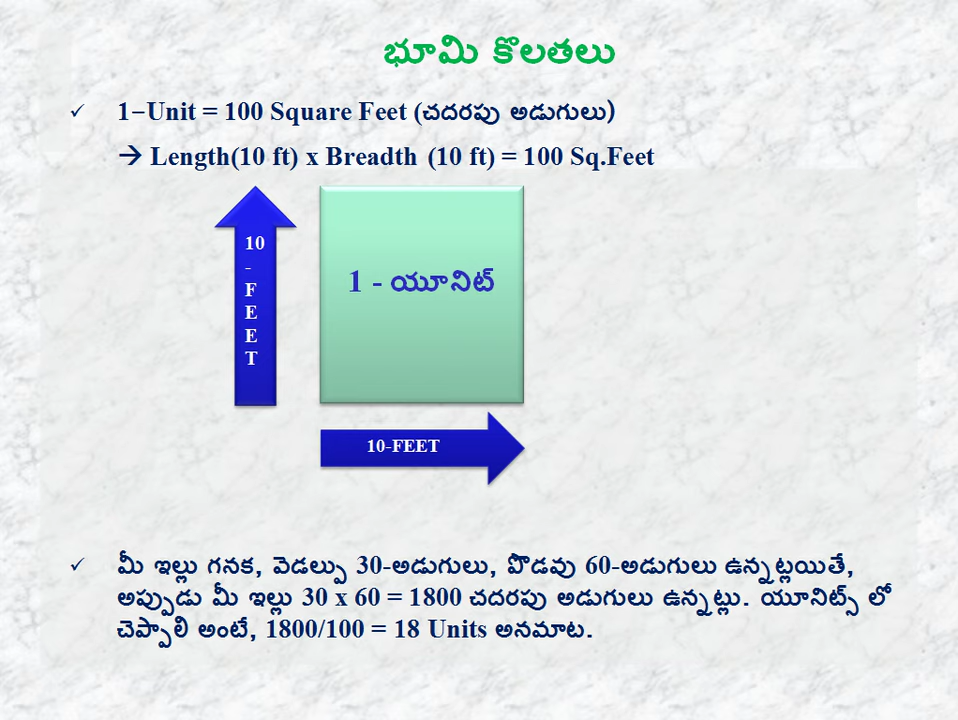 భూమి కొలతలు
✓ 1–Unit = 100 Square Feet (చదరపు అడుగులు)
→ Length(10 ft) x Breadth (10 ft) = 100 Sq.Feet
10
-
F
E
E
T
1 - యూనిట్
10-FEET
✓ మీ ఇల్లు గనక, వెడల్పు 30-అడుగులు, పొడవు 60-అడుగులు ఉన్నట్లయితే,
అప్పుడు మీ ఇల్లు 30 x 60 = 1800 చదరపు అడుగులు ఉన్నట్లు. యూనిట్స్ లో
చెప్పాలి అంటే, 1800/100 = 18 Units అనమాట.